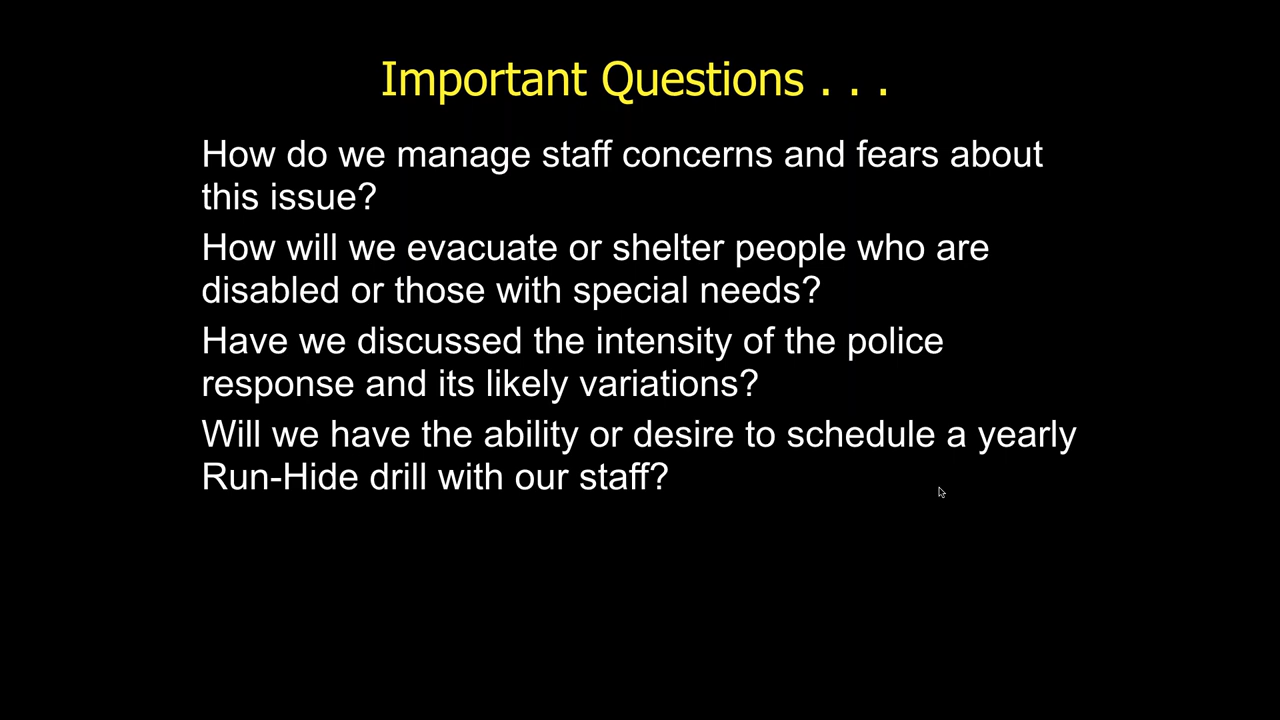 Important Questions . . .
How do we manage staff concerns and fears about
this issue?
How will we evacuate or shelter people who are
disabled or those with special needs?
Have we discussed the intensity of the police
response and its likely variations?
Will we have the ability or desire to schedule a yearly
Run-Hide drill with our staff?